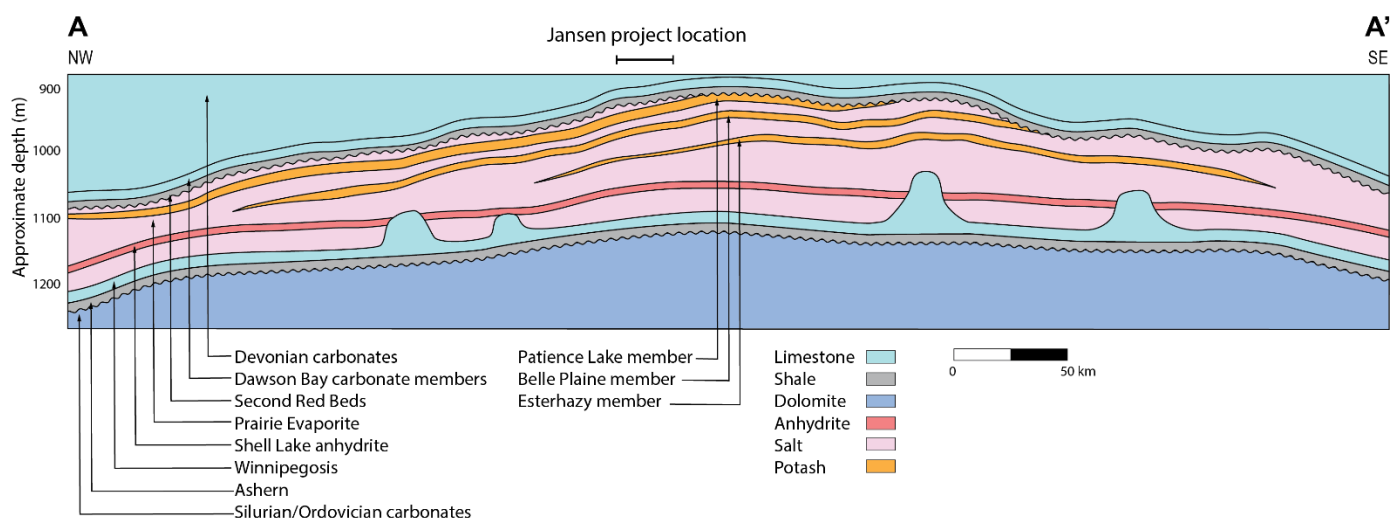 A
A’
Jansen project location
NW
SE
Approximate depth (m)
900
1000
1100
1200
Devonian carbonates
Dawson Bay carbonate members
Second Red Beds
Prairie Evaporite
Shell Lake anhydrite
Winnipegosis
Ashern
Silurian/Ordovician carbonates
Patience Lake member
Belle Plaine member
Esterhazy member
Limestone
Shale
Dolomite
Anhydrite
Salt
Potash
0
50 km